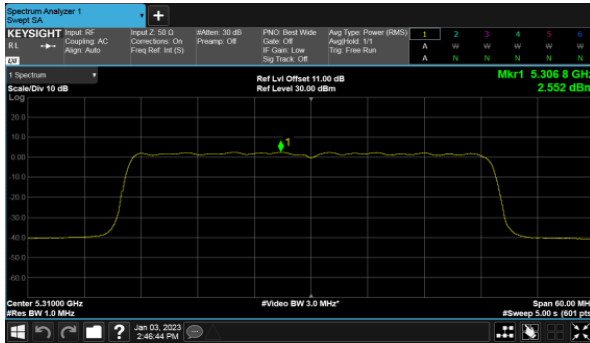 Spectrum Analyzer 1
Swept SA
+
KEYSIGHT
RL
Input: RF
Coupling: AC
Align: Auto
Input Z: 50 Ω
Corrections: On
Freq Ref: Int (S)
#Atten: 30 dB
Preamp: Off
PNO: Best Wide
Gate: Off
IF Gain: Low
Sig Track: Off
Avg Type: Power (RMS)
Avg|Hold: 1/1
Trig: Free Run
1 2 3 4 5 6
A W W W W W
A N N N N N
LXI
1 Spectrum
Scale/Div 10 dB
Ref Lvl Offset 11.00 dB
Ref Level 30.00 dBm
Mkr1 5.306 8 GHz
2.552 dBm
Log
20.0
10.0
0.00
1
-10.0
-20.0
-30.0
-40.0
-50.0
-60.0
Center 5.31000 GHz
#Res BW 1.0 MHz
#Video BW 3.0 MHz*
Span 60.00 MHz
#Sweep 5.00 s (601 pts)
?
Jan 03, 2023
2:46:44 PM